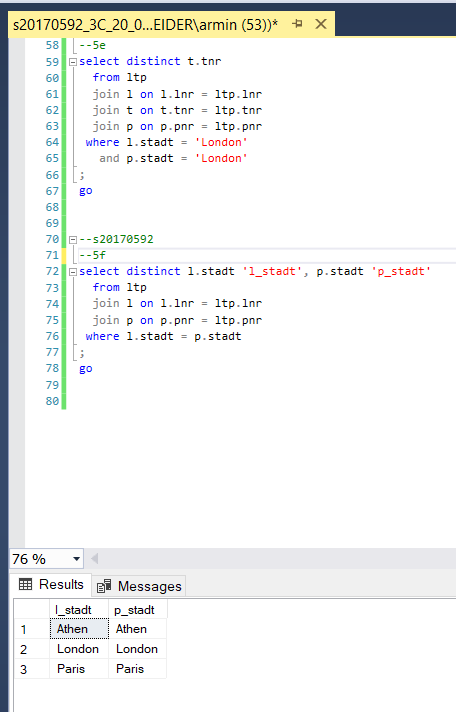 s20170592_3C_20_0...EIDER\armin (53))*
58 --5e
59 select distinct t.tnr
60 from ltp
61 join l on l.lnr = ltp.lnr
62 join t on t.tnr = ltp.tnr
63 join p on p.pnr = ltp.pnr
64 where l.stadt = 'London'
65 and p.stadt = 'London'
66 ;
67 go
68
69
70 --s20170592
71 --5f
72 select distinct l.stadt 'l_stadt', p.stadt 'p_stadt'
73 from ltp
74 join l on l.lnr = ltp.lnr
75 join p on p.pnr = ltp.pnr
76 where l.stadt = p.stadt
77 ;
78 go
79
80
76 %
Results Messages
l_stadt p_stadt
1 Athen Athen
2 London London
3 Paris Paris